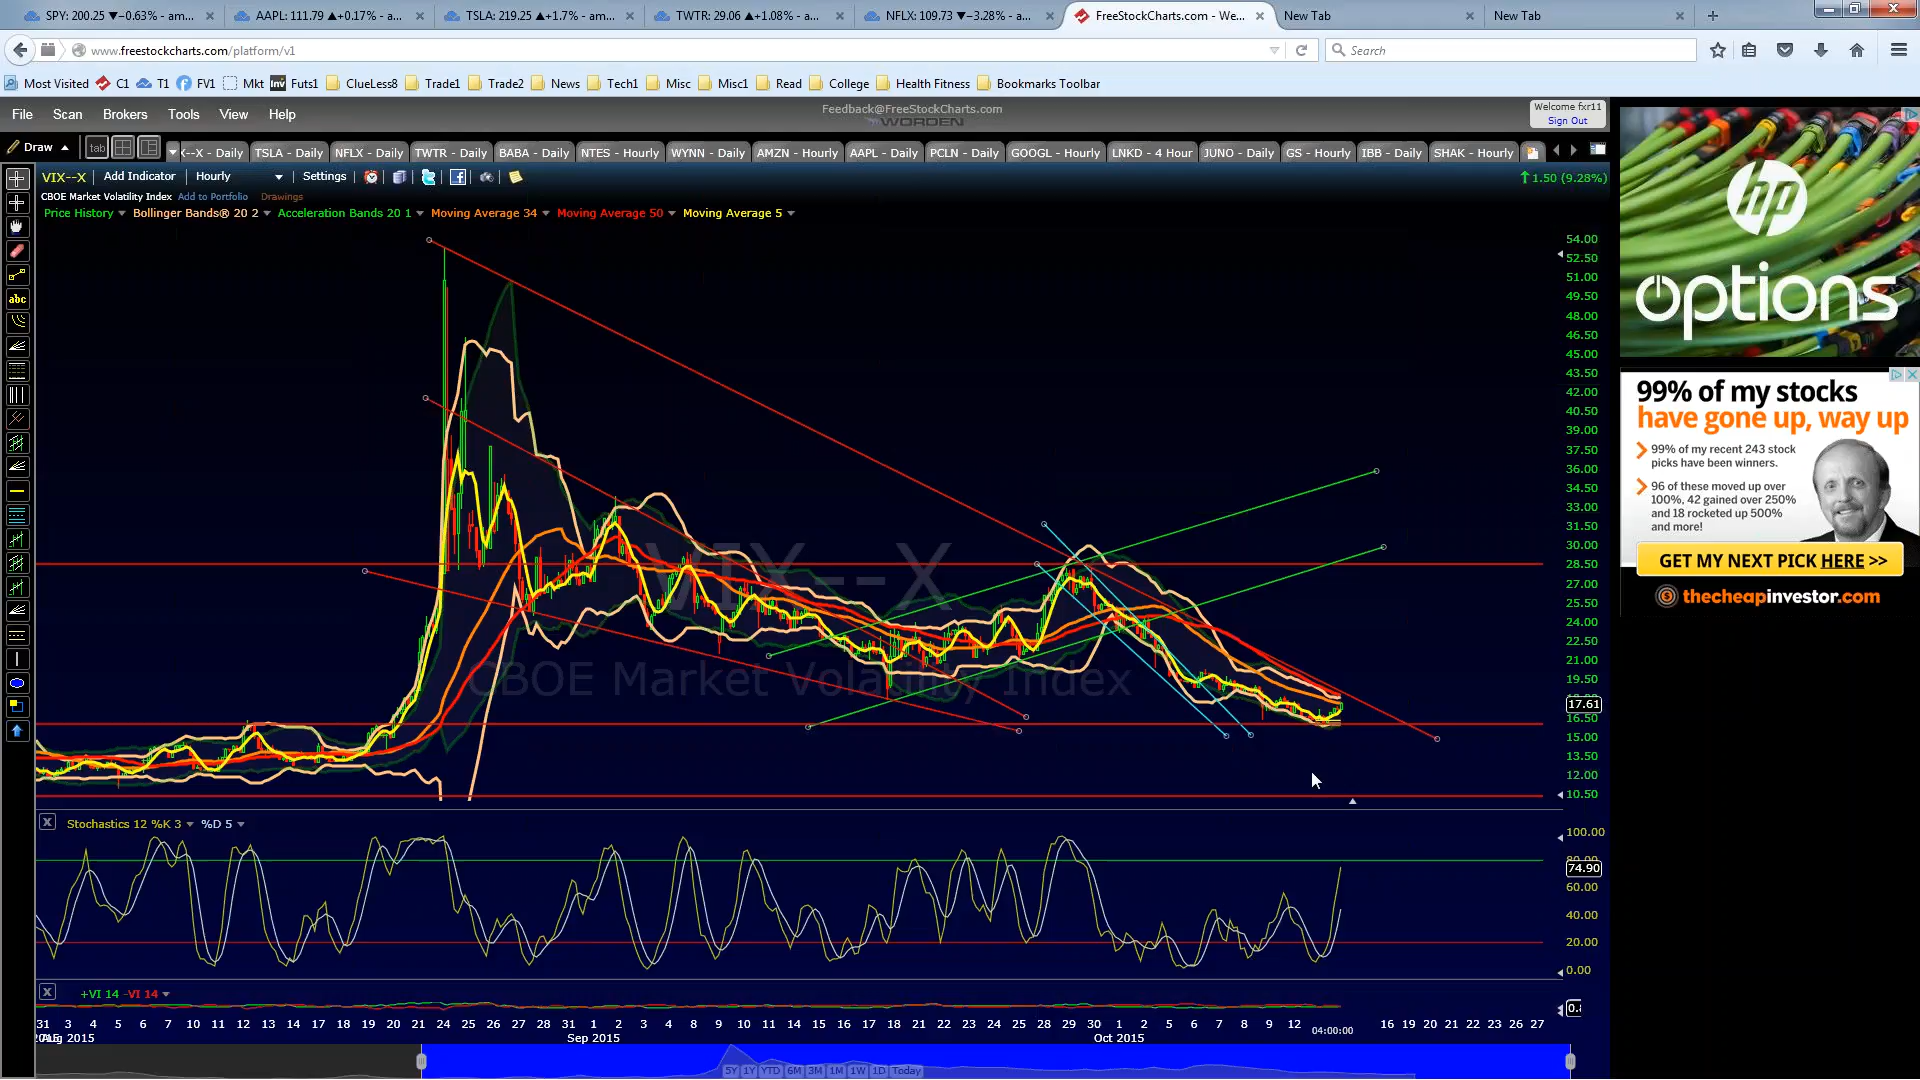 SPY: 200.25 ▼−0.63% - am...
AAPL: 111.79 ▲+0.17% - a...
TSLA: 219.25 ▲+1.7% - am...
TWTR: 29.06 ▲+1.08% - a...
NFLX: 109.73 ▼−3.28% - a...
FreeStockCharts.com - We...
New Tab
New Tab
www.freestockcharts.com/platform/v1
Search
Most Visited C1 T1 FV1 Mkt Futs1 ClueLess8 Trade1 Trade2 News Tech1 Misc Misc1 Read College Health Fitness Bookmarks Toolbar
File Scan Brokers Tools View Help
Feedback@FreeStockCharts.com
WORDEN
Welcome fxr11
Sign Out
Draw
tab
X--X - Daily TSLA - Daily NFLX - Daily TWTR - Daily BABA - Daily NTES - Hourly WYNN - Daily AMZN - Hourly AAPL - Daily PCLN - Daily GOOGL - Hourly LNKD - 4 Hour JUNO - Daily GS - Hourly IBB - Daily SHAK - Hourly
VIX--X Add Indicator Hourly Settings
1.50 (9.28%)
CBOE Market Volatility Index Add to Portfolio Drawings
Price History Bollinger Bands® 20 2 Acceleration Bands 20 1 Moving Average 34 Moving Average 50 Moving Average 5
abc
54.00
52.50
51.00
49.50
48.00
46.50
45.00
43.50
42.00
40.50
39.00
37.50
36.00
34.50
33.00
31.50
30.00
28.50
27.00
25.50
24.00
22.50
21.00
19.50
17.61
16.50
15.00
13.50
12.00
10.50
VIX--X
CBOE Market Volatility Index
Stochastics 12 %K 3 %D 5
100.00
80.00
74.90
60.00
40.00
20.00
0.00
+VI 14 -VI 14
31 3 4 5 6 7 10 11 12 13 14 17 18 19 20 21 24 25 26 27 28 31 1 2 3 4 8 9 10 11 14 15 16 17 18 21 22 23 24 25 28 29 30 1 2 5 6 7 8 9 12 04:00:00 16 19 20 21 22 23 26 27
Aug 2015
Sep 2015
Oct 2015
5Y 1Y YTD 6M 3M 1M 1W 1D Today
hp
options
99% of my stocks
have gone up, way up
99% of my recent 243 stock
picks have been winners.
96 of these moved up over
100%, 42 gained over 250%
and 18 rocketed up 500%
and more!
GET MY NEXT PICK HERE >>
thecheapinvestor.com